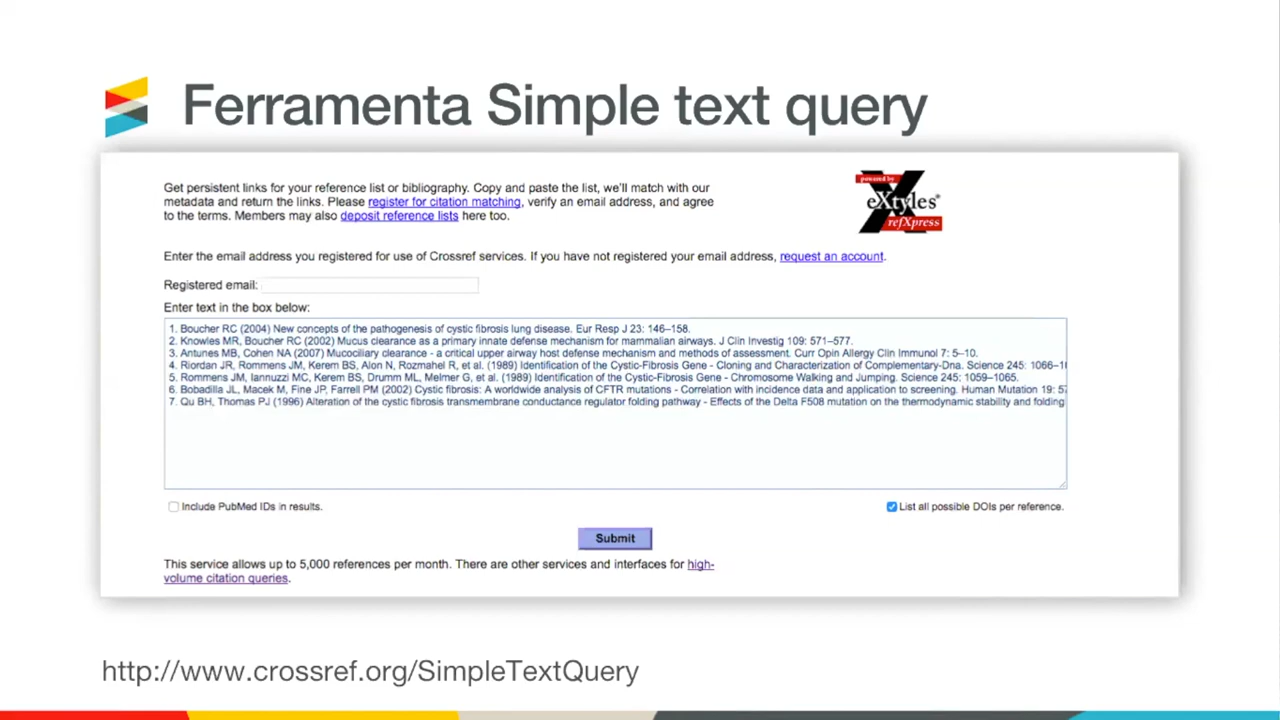 Ferramenta Simple text query
Get persistent links for your reference list or bibliography. Copy and paste the list, we'll match with our
metadata and return the links. Please register for citation matching, verify an email address, and agree
to the terms. Members may also deposit reference lists here too.
powered by
eXtyles®
refXpress
Enter the email address you registered for use of Crossref services. If you have not registered your email address, request an account.
Registered email:
Enter text in the box below:
1. Boucher RC (2004) New concepts of the pathogenesis of cystic fibrosis lung disease. Eur Resp J 23: 146–158.
2. Knowles MR, Boucher RC (2002) Mucus clearance as a primary innate defense mechanism for mammalian airways. J Clin Investig 109: 571–577.
3. Antunes MB, Cohen NA (2007) Mucociliary clearance - a critical upper airway host defense mechanism and methods of assessment. Curr Opin Allergy Clin Immunol 7: 5–10.
4. Riordan JR, Rommens JM, Kerem BS, Alon N, Rozmahel R, et al. (1989) Identification of the Cystic-Fibrosis Gene - Cloning and Characterization of Complementary-Dna. Science 245: 1066–1
5. Rommens JM, Iannuzzi MC, Kerem BS, Drumm ML, Melmer G, et al. (1989) Identification of the Cystic-Fibrosis Gene - Chromosome Walking and Jumping. Science 245: 1059–1065.
6. Bobadilla JL, Macek M, Fine JP, Farrell PM (2002) Cystic fibrosis: A worldwide analysis of CFTR mutations - Correlation with incidence data and application to screening. Human Mutation 19: 57
7. Qu BH, Thomas PJ (1996) Alteration of the cystic fibrosis transmembrane conductance regulator folding pathway - Effects of the Delta F508 mutation on the thermodynamic stability and folding
Include PubMed IDs in results.
List all possible DOIs per reference.
Submit
This service allows up to 5,000 references per month. There are other services and interfaces for high-
volume citation queries.
http://www.crossref.org/SimpleTextQuery